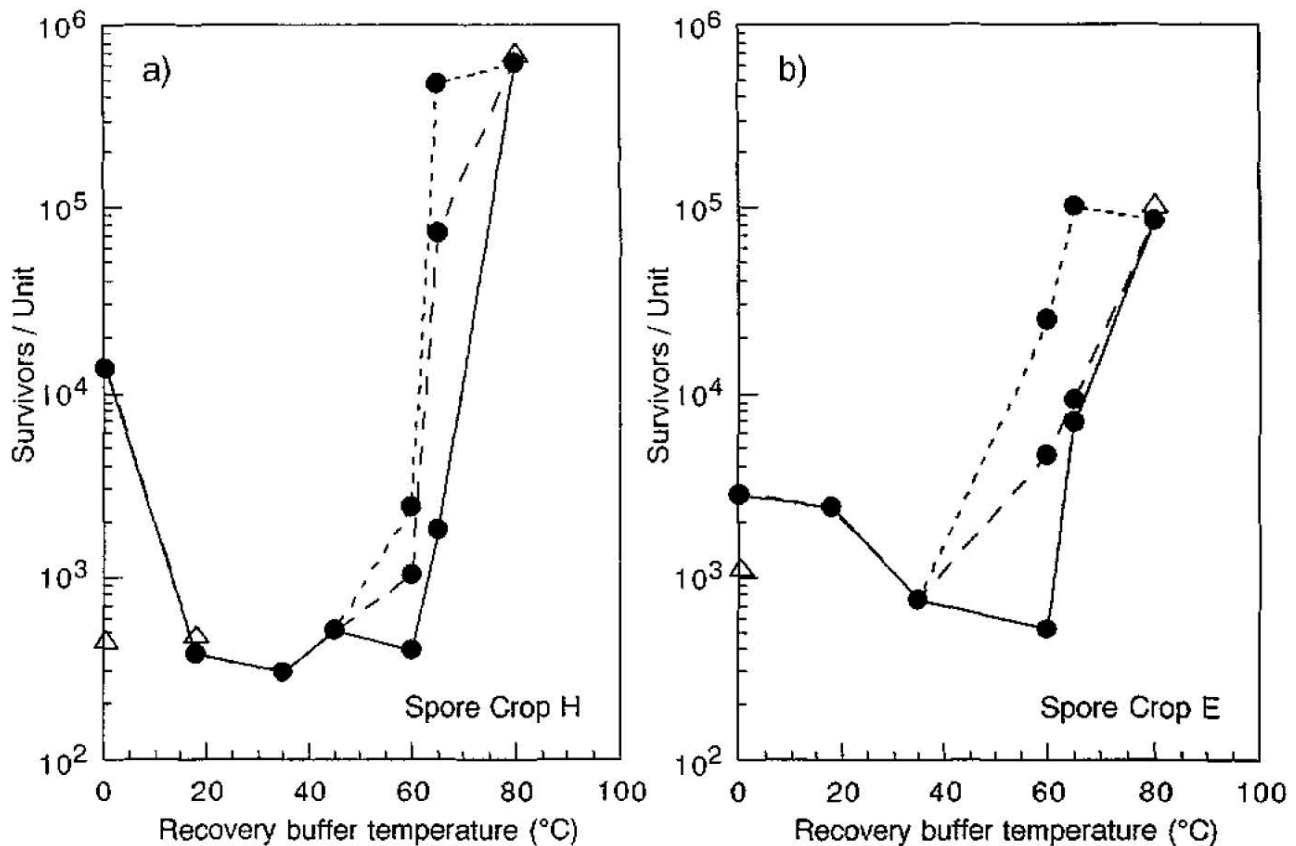 a)
10^6
10^5
10^4
10^3
10^2
Survivors / Unit
Spore Crop H
0 20 40 60 80 100
Recovery buffer temperature (°C)
b)
10^6
10^5
10^4
10^3
10^2
Survivors / Unit
Spore Crop E
0 20 40 60 80 100
Recovery buffer temperature (°C)